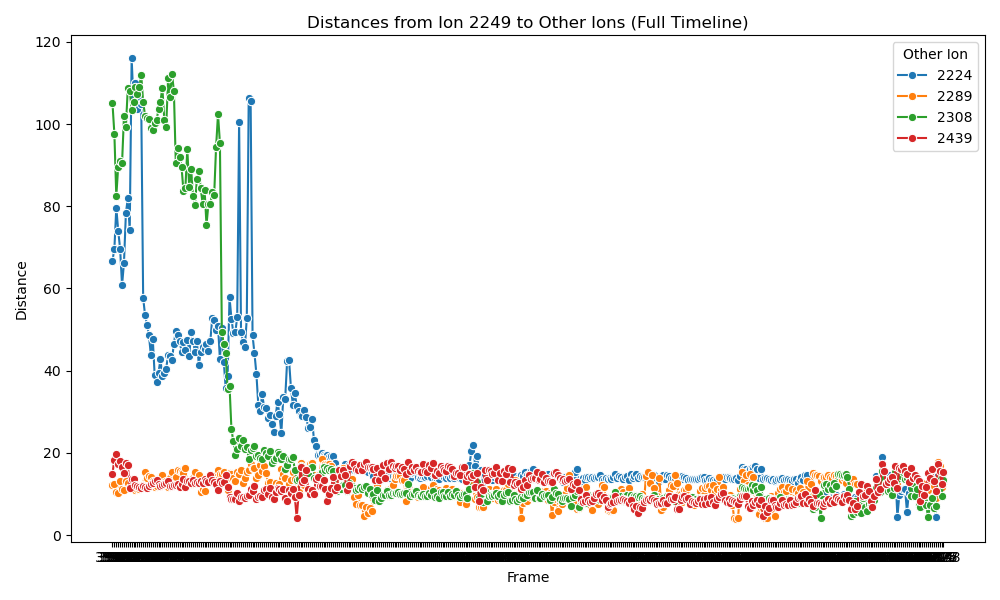 Distances from Ion 2249 to Other Ions (Full Timeline)
120
100
80
60
40
20
0
Distance
Frame
Other Ion
2224
2289
2308
2439